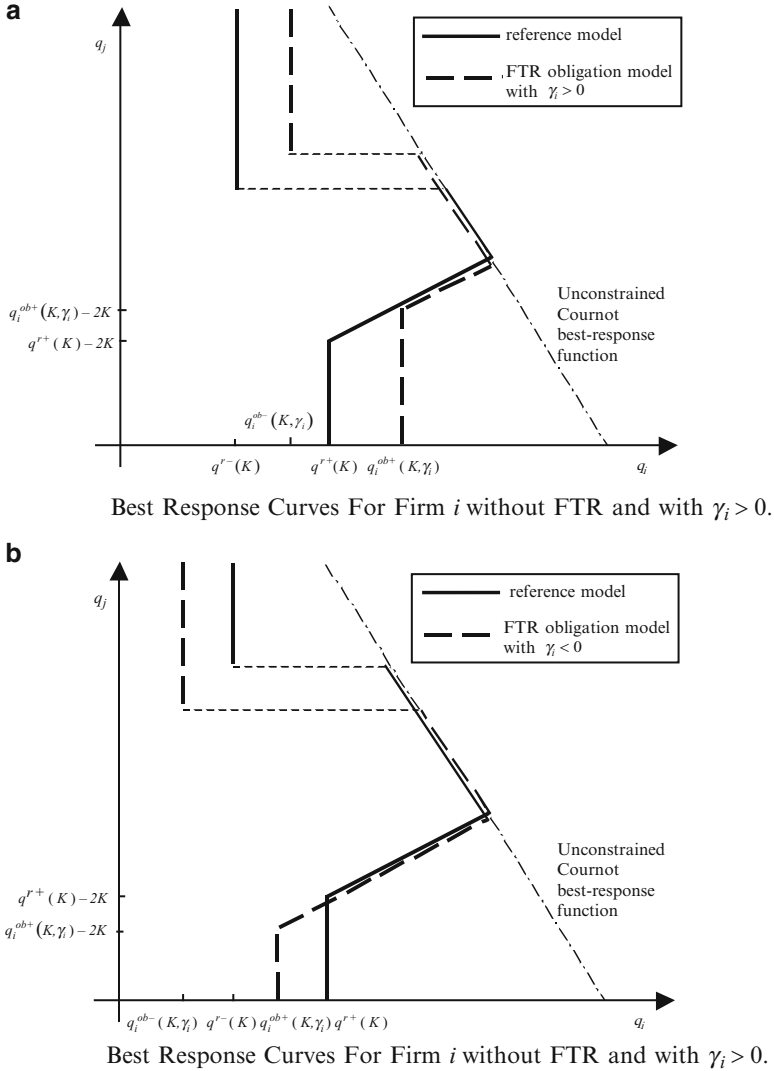 a
q_j
reference model
FTR obligation model
with γ_i > 0
q_i^{ob+}(K,γ_i) – 2K
q^{r+}(K) – 2K
Unconstrained
Cournot
best-response
function
q_i^{ob–}(K,γ_i)
q^{r–}(K)
q^{r+}(K)
q_i^{ob+}(K,γ_i)
q_i
Best Response Curves For Firm i without FTR and with γ_i > 0.
b
q_j
reference model
FTR obligation model
with γ_i < 0
Unconstrained
Cournot
best-response
function
q^{r+}(K) – 2K
q_i^{ob+}(K,γ_i) – 2K
q_i^{ob–}(K,γ_i)
q^{r–}(K)
q_i^{ob+}(K,γ_i)
q^{r+}(K)
q_i
Best Response Curves For Firm i without FTR and with γ_i > 0.